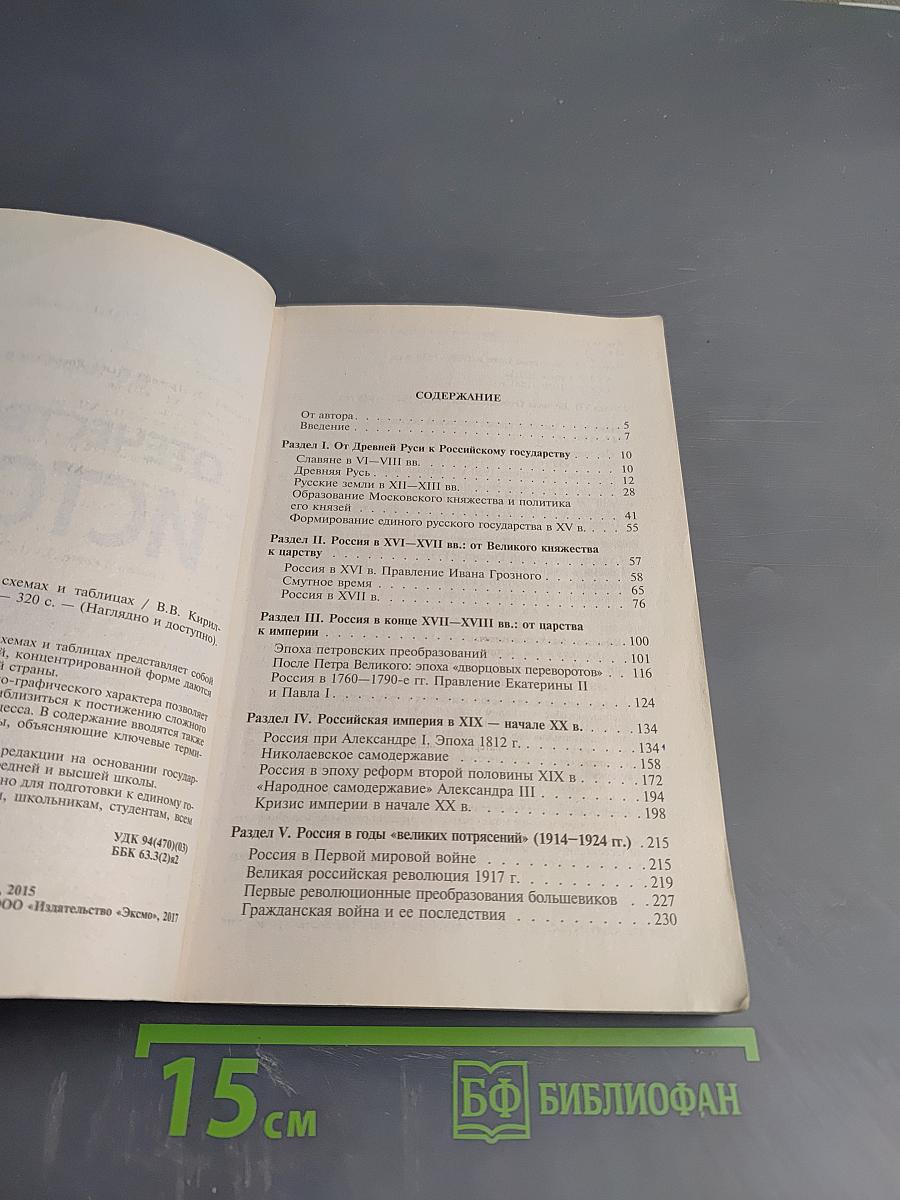 схемах и таблицах / В.В. Кирил-
— 320 с. — (Наглядно и доступно).
хемах и таблицах представляет собой
й, концентрированной форме даются
й страны.
о-графического характера позволяет
иблизиться к постижению сложного
цесса. В содержание вводятся также
ы, объясняющие ключевые терми-
редакции на основании государ-
едней и высшей школы.
но для подготовки к единому го-
и, школьникам, студентам, всем
УДК 94(470)(03)
ББК 63.3(2)я2
, 2015
ООО «Издательство «Эксмо», 2017
СОДЕРЖАНИЕ
От автора . . . 5
Введение . . . 7
Раздел I. От Древней Руси к Российскому государству . . . 10
Славяне в VI—VIII вв. . . . 10
Древняя Русь . . . 12
Русские земли в XII—XIII вв. . . . 28
Образование Московского княжества и политика
его князей . . . 41
Формирование единого русского государства в XV в. . . . 55
Раздел II. Россия в XVI—XVII вв.: от Великого княжества
к царству . . . 57
Россия в XVI в. Правление Ивана Грозного . . . 58
Смутное время . . . 65
Россия в XVII в. . . . 76
Раздел III. Россия в конце XVII—XVIII вв.: от царства
к империи . . . 100
Эпоха петровских преобразований . . . 101
После Петра Великого: эпоха «дворцовых переворотов» . . . 116
Россия в 1760—1790-е гг. Правление Екатерины II
и Павла I . . . 124
Раздел IV. Российская империя в XIX — начале XX в. . . . 134
Россия при Александре I. Эпоха 1812 г. . . . 134
Николаевское самодержавие . . . 158
Россия в эпоху реформ второй половины XIX в . . . 172
«Народное самодержавие» Александра III . . . 194
Кризис империи в начале XX в. . . . 198
Раздел V. Россия в годы «великих потрясений» (1914—1924 гг.) . 215
Россия в Первой мировой войне . . . 215
Великая российская революция 1917 г. . . . 219
Первые революционные преобразования большевиков . . 227
Гражданская война и ее последствия . . . 230
15 см
БФ БИБЛИОФАН